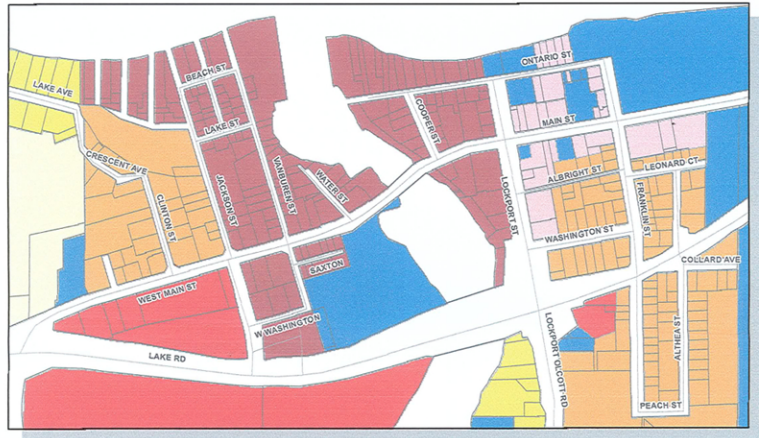 ONTARIO ST
BEACH ST
LAKE AVE
COOPER ST
MAIN ST
LAKE ST
CRESCENT AVE
ALBRIGHT ST
LEONARD CT
VANBUREN ST
WATER ST
JACKSON ST
CLINTON ST
LOCKPORT ST
FRANKLIN ST
WASHINGTON ST
COLLARD AVE
SAXTON
WEST MAIN ST
W WASHINGTON
ALTHEA ST
LAKE RD
LOCKPORT OLCOTT RD
PEACH ST